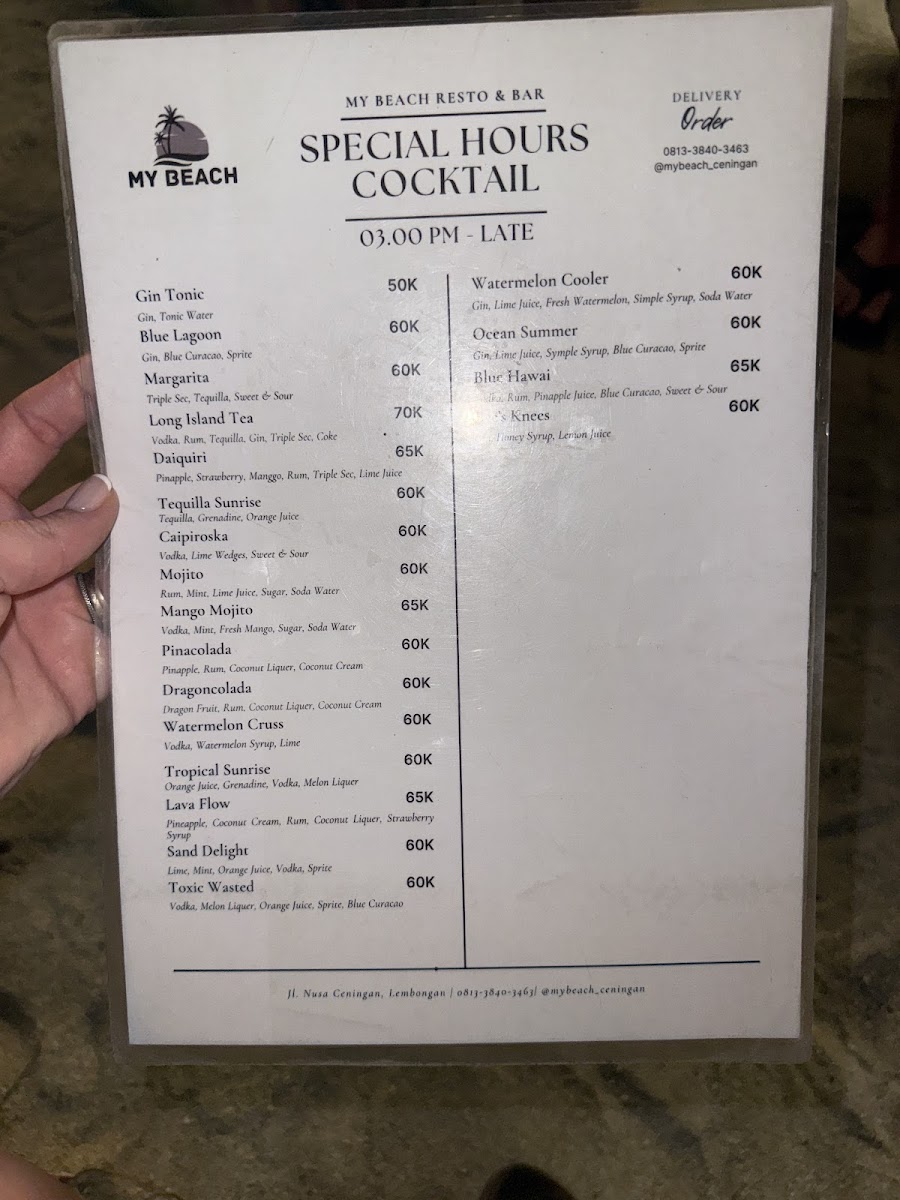 MY BEACH
MY BEACH RESTO & BAR
SPECIAL HOURS
COCKTAIL
03.00 PM - LATE
DELIVERY
Order
0813-3840-3463
@mybeach_ceningan
Gin Tonic 50K
Gin, Tonic Water
Blue Lagoon 60K
Gin, Blue Curacao, Sprite
Margarita 60K
Triple Sec, Tequilla, Sweet & Sour
Long Island Tea 70K
Vodka, Rum, Tequilla, Gin, Triple Sec, Coke
Daiquiri 65K
Pinapple, Strawberry, Manggo, Rum, Triple Sec, Lime Juice
Tequilla Sunrise 60K
Tequilla, Grenadine, Orange Juice
Caipiroska 60K
Vodka, Lime Wedges, Sweet & Sour
Mojito 60K
Rum, Mint, Lime Juice, Sugar, Soda Water
Mango Mojito 65K
Vodka, Mint, Fresh Mango, Sugar, Soda Water
Pinacolada 60K
Pinapple, Rum, Coconut Liquer, Coconut Cream
Dragoncolada 60K
Dragon Fruit, Rum, Coconut Liquer, Coconut Cream
Watermelon Cruss 60K
Vodka, Watermelon Syrup, Lime
Tropical Sunrise 60K
Orange Juice, Grenadine, Vodka, Melon Liquer
Lava Flow 65K
Pineapple, Coconut Cream, Rum, Coconut Liquer, Strawberry
Syrup
Sand Delight 60K
Lime, Mint, Orange Juice, Vodka, Sprite
Toxic Wasted 60K
Vodka, Melon Liquer, Orange Juice, Sprite, Blue Curacao
Watermelon Cooler 60K
Gin, Lime Juice, Fresh Watermelon, Simple Syrup, Soda Water
Ocean Summer 60K
Gin, Lime Juice, Symple Syrup, Blue Curacao, Sprite
Blue Hawai 65K
Rum, Pinapple Juice, Blue Curacao, Sweet & Sour
Knees 60K
Syrup, Lemon Juice
Jl. Nusa Ceningan, Lembongan | 0813-3840-3463| @mybeach_ceningan